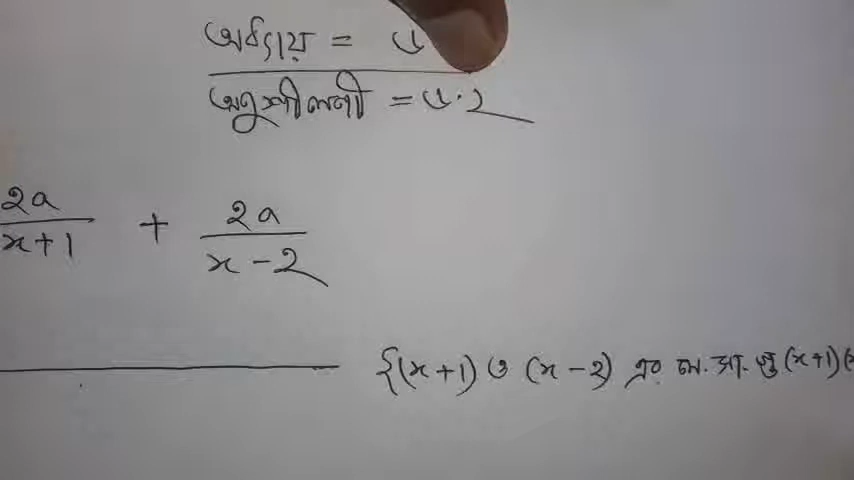 অধ্যায় = ৫
অনুশীলনী = ৫.২
2a/x+1 + 2a/x-2
{(x+1) ও (x-2) এর ল.সা.গু (x+1)(x